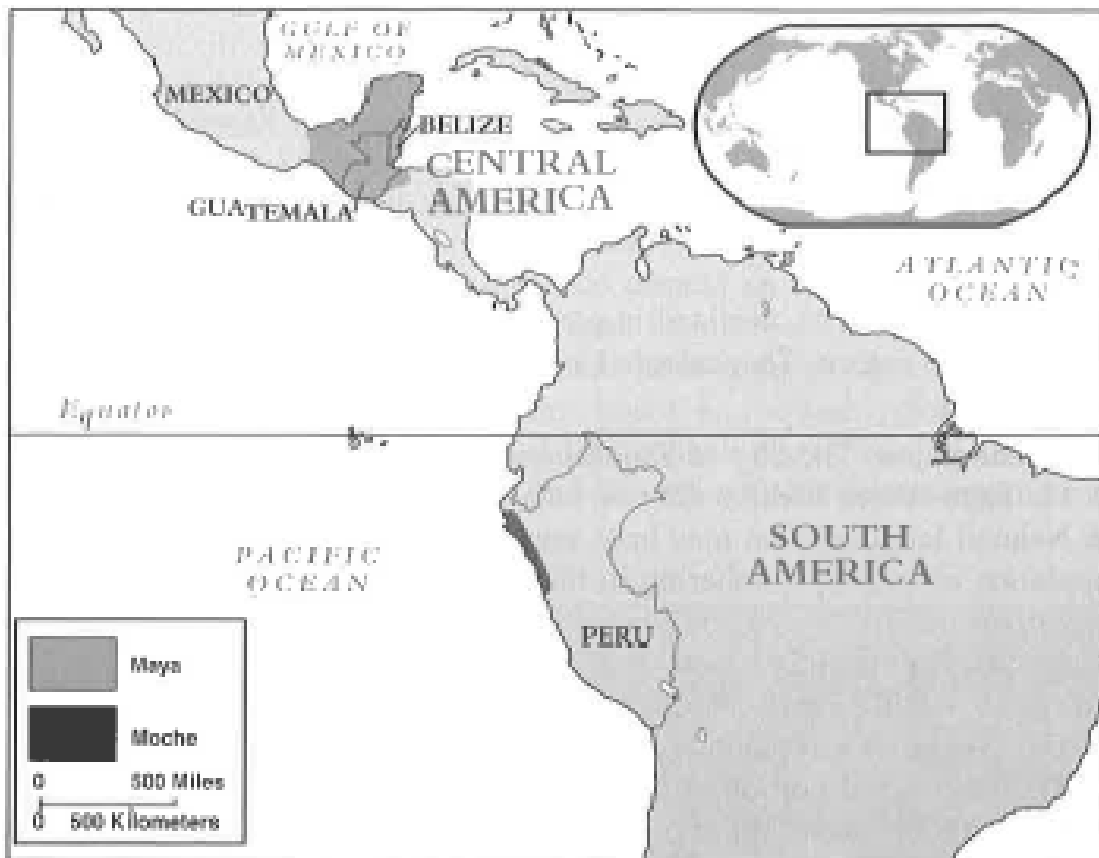 GULF OF
MEXICO
MEXICO
BELIZE
CENTRAL
AMERICA
GUATEMALA
ATLANTIC
OCEAN
Equator
PACIFIC
OCEAN
SOUTH
AMERICA
PERU
Maya
Moche
0 500 Miles
0 500 Kilometers